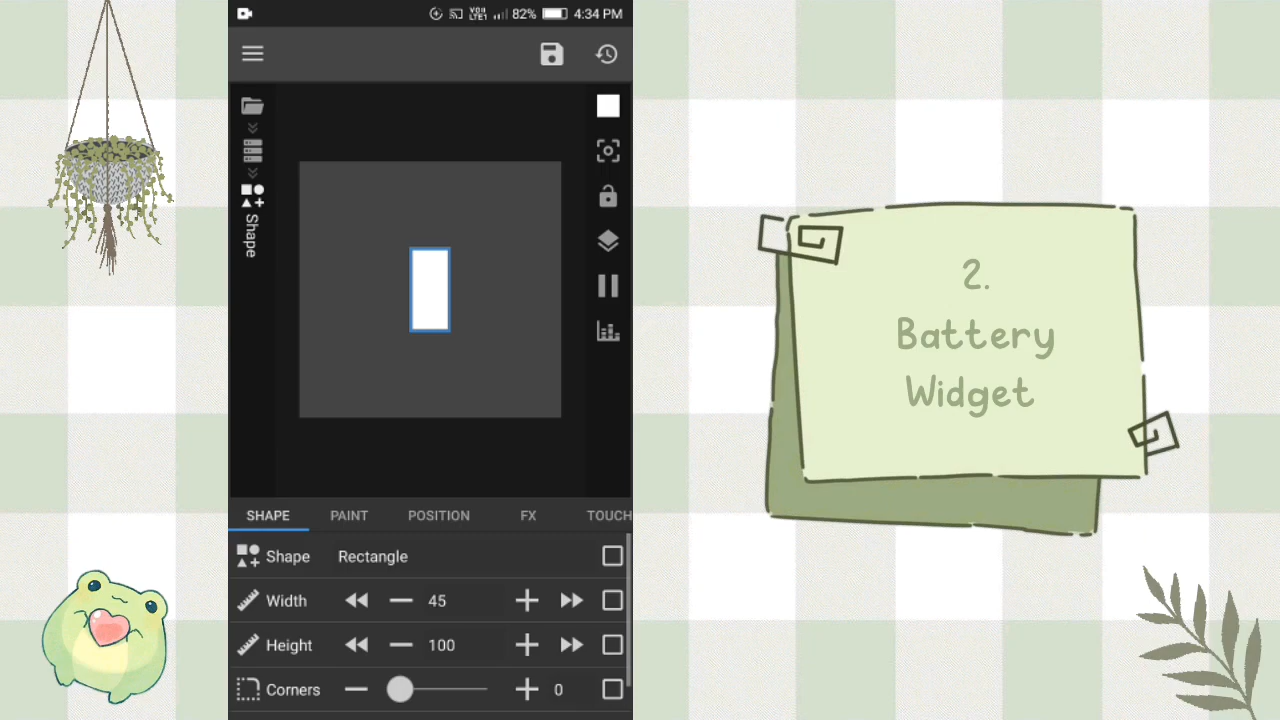 VOLTE1 82% 4:34 PM
Shape
SHAPE PAINT POSITION FX TOUCH
Shape Rectangle
Width 45
Height 100
Corners 0
2.
Battery
Widget